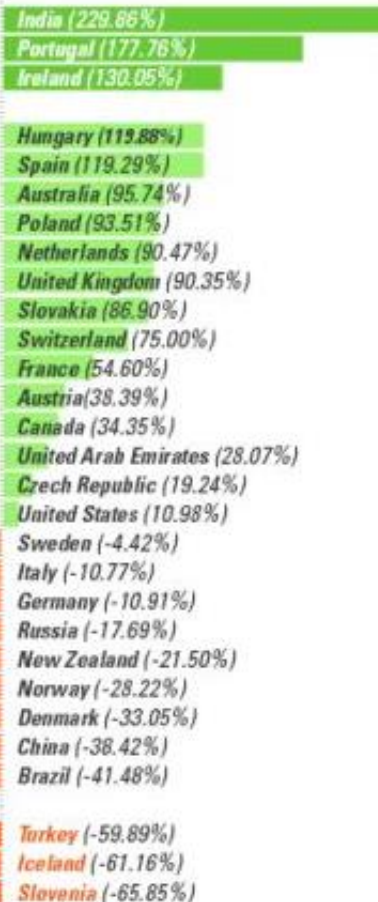 India (229.86%)
Portugal (177.76%)
Ireland (130.05%)
Hungary (119.88%)
Spain (119.29%)
Australia (95.74%)
Poland (93.51%)
Netherlands (90.47%)
United Kingdom (90.35%)
Slovakia (86.90%)
Switzerland (75.00%)
France (54.60%)
Austria(38.39%)
Canada (34.35%)
United Arab Emirates (28.07%)
Czech Republic (19.24%)
United States (10.98%)
Sweden (-4.42%)
Italy (-10.77%)
Germany (-10.91%)
Russia (-17.69%)
New Zealand (-21.50%)
Norway (-28.22%)
Denmark (-33.05%)
China (-38.42%)
Brazil (-41.48%)
Turkey (-59.89%)
Iceland (-61.16%)
Slovenia (-65.85%)